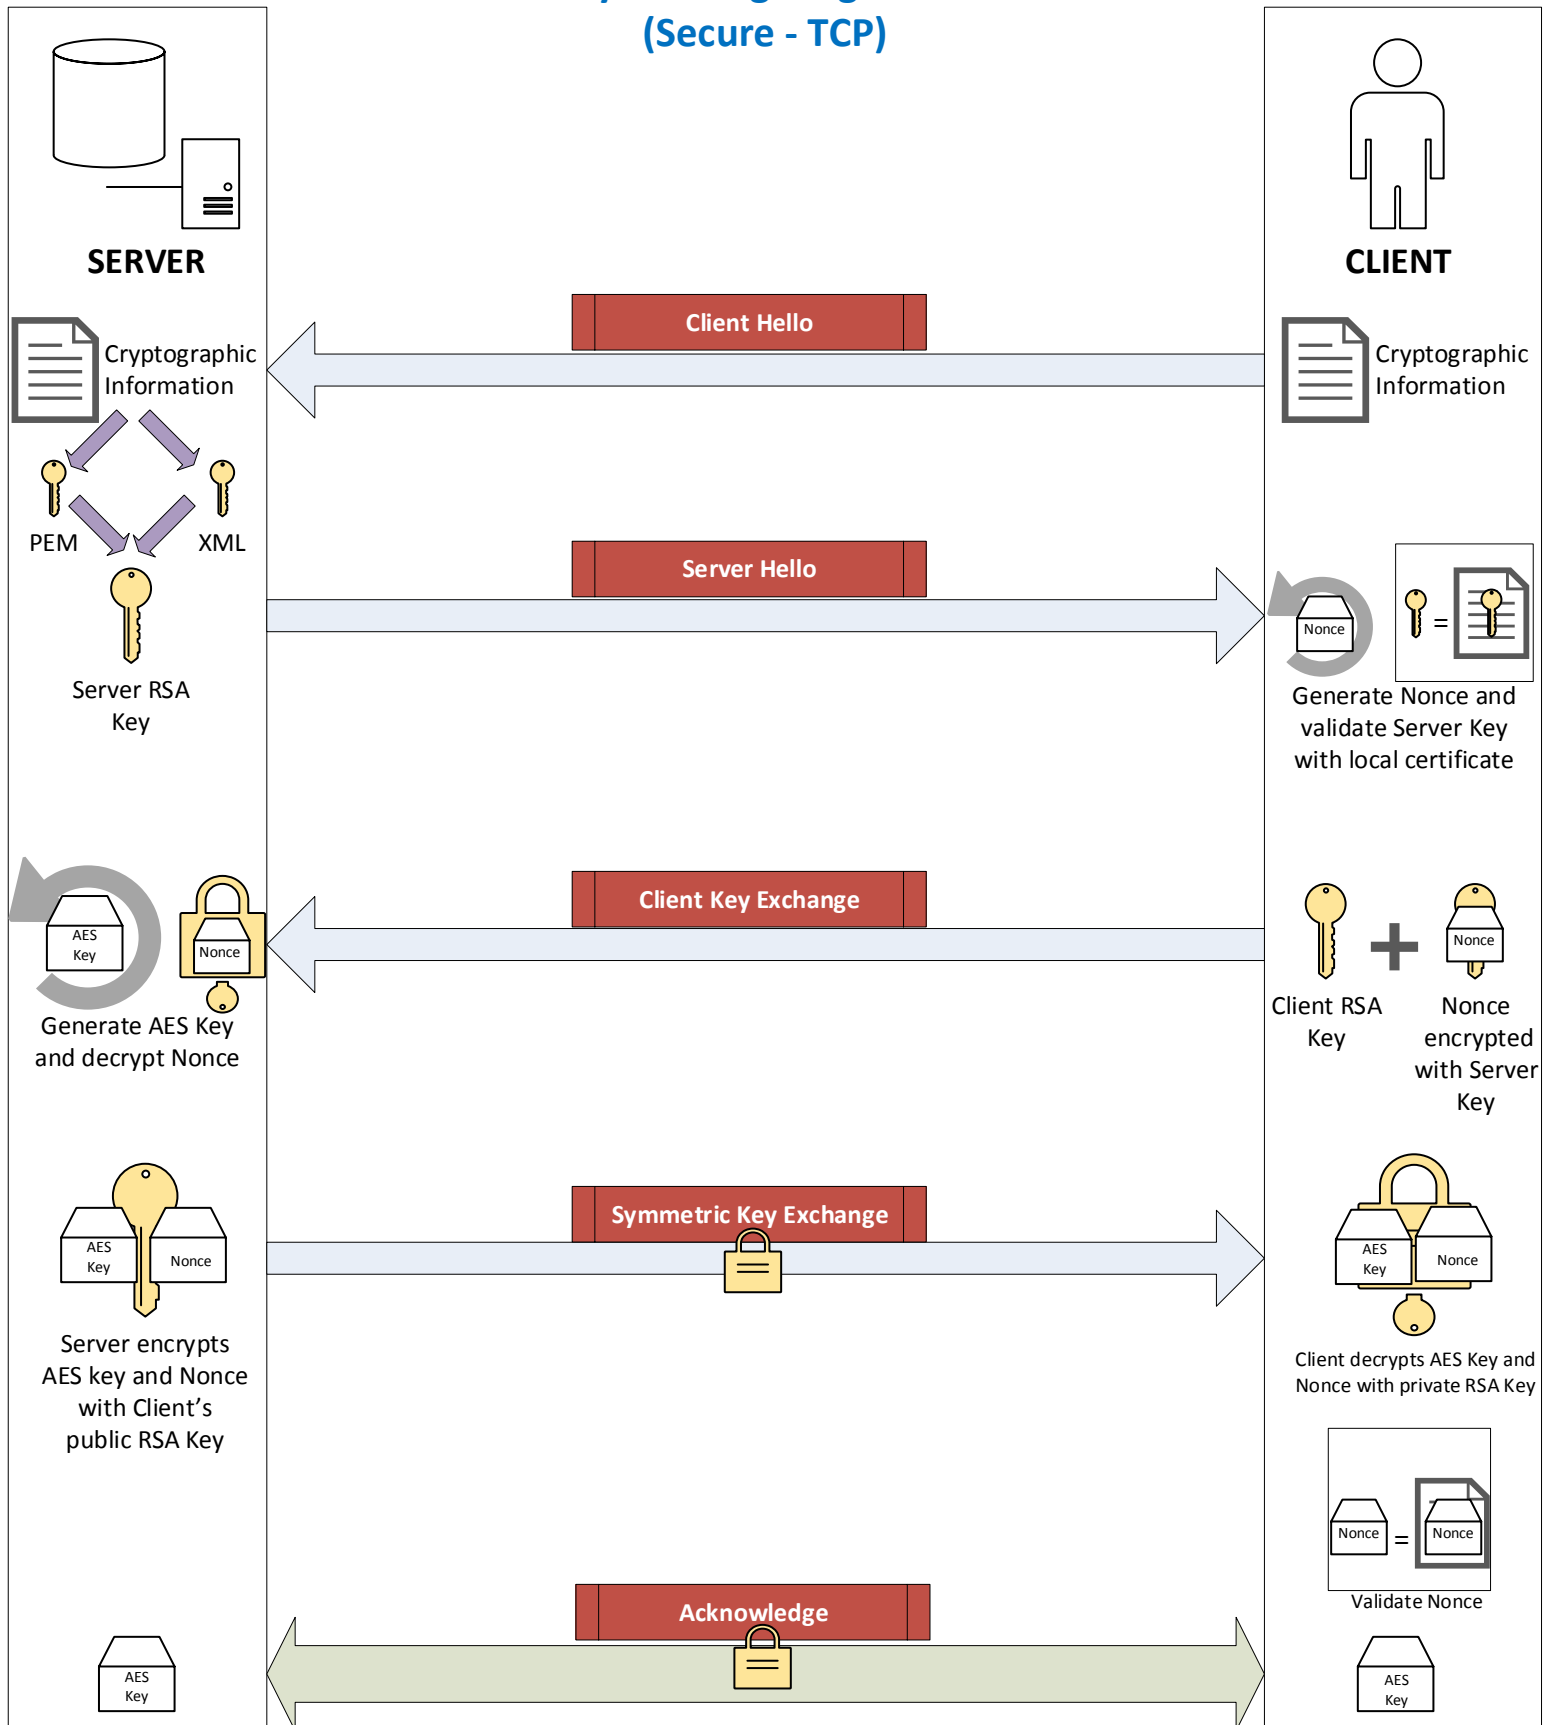 (Secure - TCP)
SERVER
CLIENT
Client Hello
Cryptographic
Information
Cryptographic
Information
PEM
XML
Server Hello
Nonce
=
Server RSA
Key
Generate Nonce and
validate Server Key
with local certificate
Client Key Exchange
AES
Key
Nonce
Nonce
Generate AES Key
and decrypt Nonce
Client RSA
Key
Nonce
encrypted
with Server
Key
Symmetric Key Exchange
AES
Key
Nonce
AES
Key
Nonce
Server encrypts
AES key and Nonce
with Client’s
public RSA Key
Client decrypts AES Key and
Nonce with private RSA Key
Nonce
=
Nonce
Validate Nonce
Acknowledge
AES
Key
AES
Key